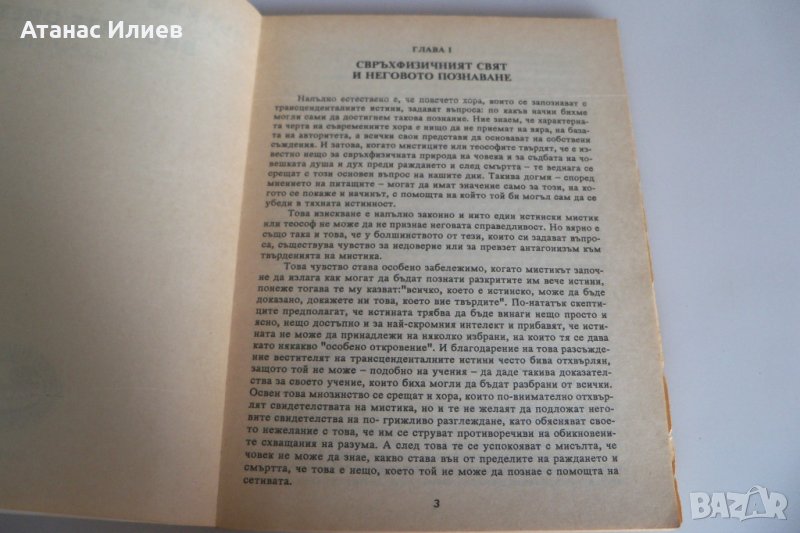 Атанас Илиев
ГЛАВА I
СВРЪХФИЗИЧНИЯТ СВЯТ
И НЕГОВОТО ПОЗНАВАНЕ
Напълно естествено е, че повсчето хора, които се запознават с
трансценденталните истини, задават въпроса: по какъв начин бихме
могли сами да достигнем такова познание. Ние знаем, че характерната
черта на съвременните хора е нищо да не приемат на вяра, на база-
та на авторитета, а всички свои представи да основават на собствени
съждения. И затова, когато мистиците или теософите твърдят, че е из-
вестно нещо за свръхфизичната природа на човека и за съдбата на чо-
вешката душа и дух преди раждането и след смъртта – те веднага се
срещат с този основен въпрос на нашите дни. Такива догми – според
мнението на питащите – могат да имат значение само за този, на ко-
гото се покаже и начинът, с помощта на който той би могъл сам да се
убеди в тяхната истинност.
Това изискване е напълно законно и нито един истински мистик
или теософ не може да не признае неговата справедливост. Но вярно е
също така и това, че у болшинството от тези, които си задават въпро-
са, съществува чувство за недоверие или за превзет антагонизъм към
твърденията на мистика.
Това чувство става особено забележимо, когато мистикът започ-
не да излага как могат да бъдат познати разкритите им вече истини,
понеже тогава те му казват:"всичко, което е истинско, може да бъде
доказано, докажете ни това, което вие твърдите". По-нататък скепти-
ците предполагат, че истината трябва да бъде винаги нещо просто и
ясно, нещо достъпно и за най-скромния интелект и прибавят, че исти-
ната не може да принадлежи на няколко избрани, на които тя се дава
като някакво "особено откровение". И благодарение на това разсъжде-
ние вестителят на трансценденталните истини често бива отхвърлян,
защото той не може – подобно на учения – да даде такива доказател-
ства за своето учение, които биха могли да бъдат разбрани от всички.
Освен това мнозинство се срещат и хора, които по-внимателно отхвър-
лят свидетелствата на мистика, но и те не желаят да подложат него-
вите свидетелства на по-грижливо разглеждане, като обясняват свое-
то нежелание с това, че им се струват противоречиви на обикновените
схващания на разума. А след това те се успокояват с мисълта, че
човек не може да знае, какво става вън от пределите на раждането и
смъртта, че това е нещо, което той не може да познае с помощта на
сетивата.
3
BAZAR